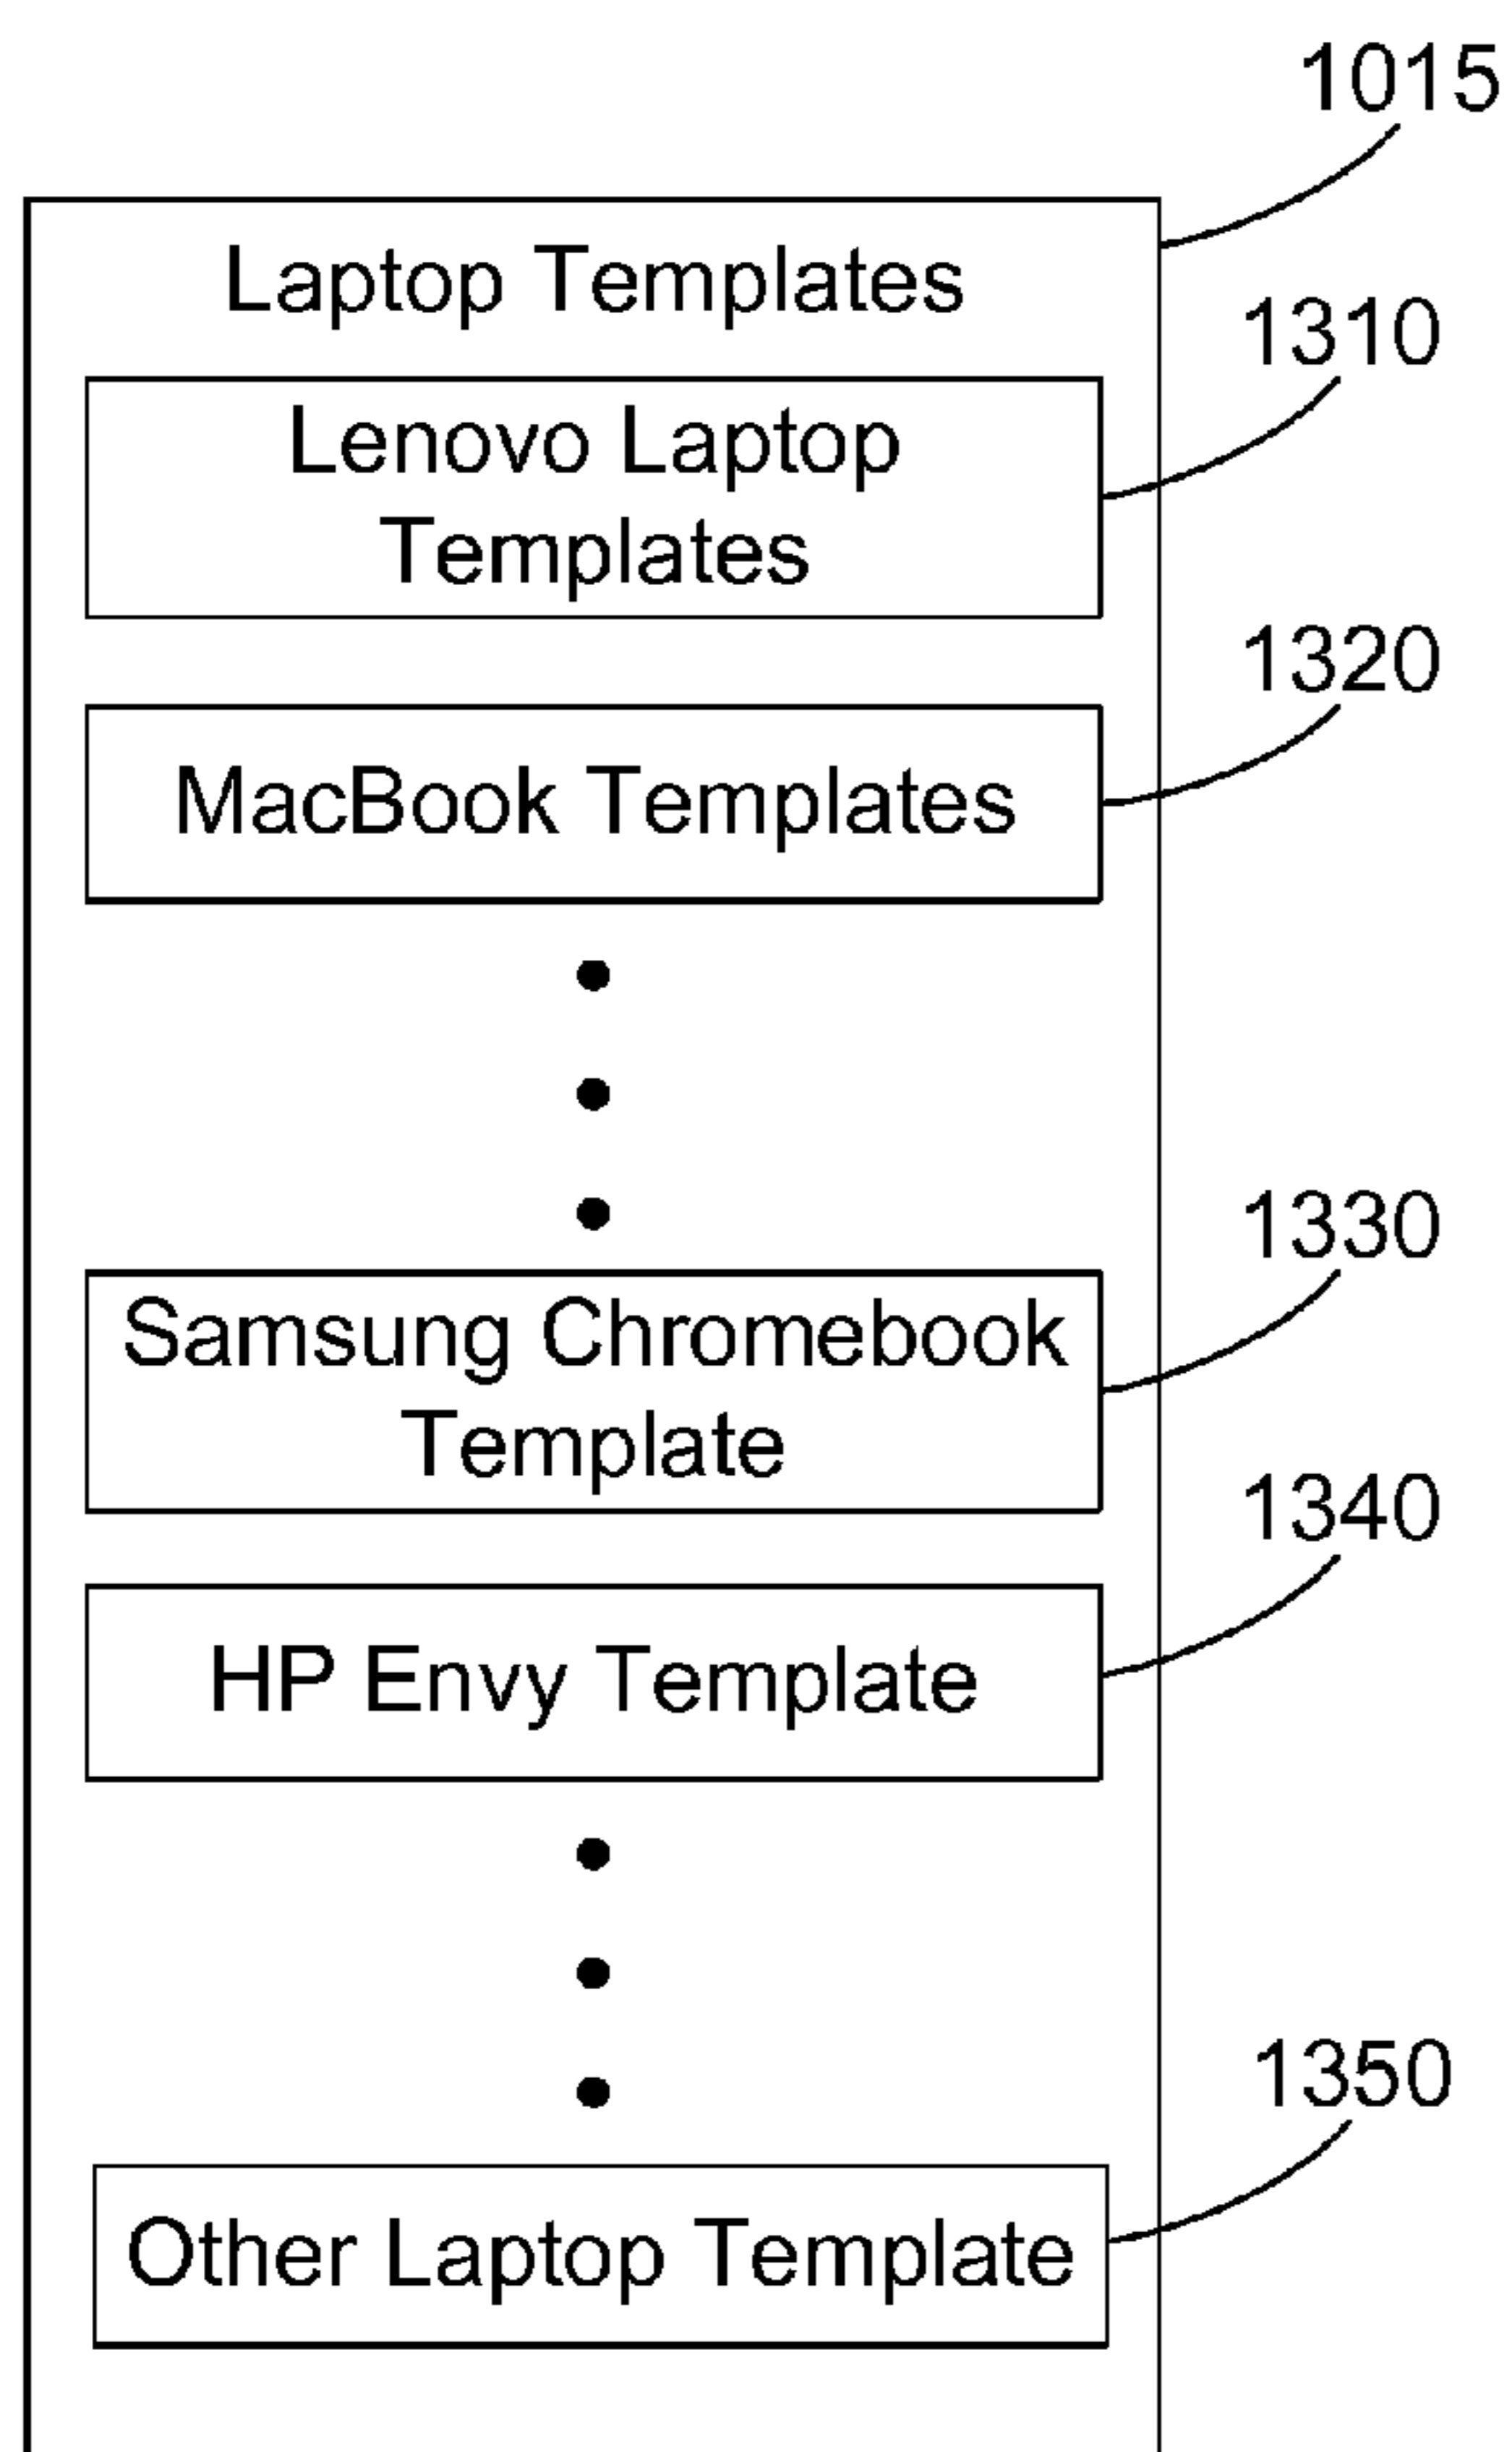 1015
Laptop Templates
1310
Lenovo Laptop
Templates
1320
MacBook Templates
1330
Samsung Chromebook
Template
1340
HP Envy Template
1350
Other Laptop Template